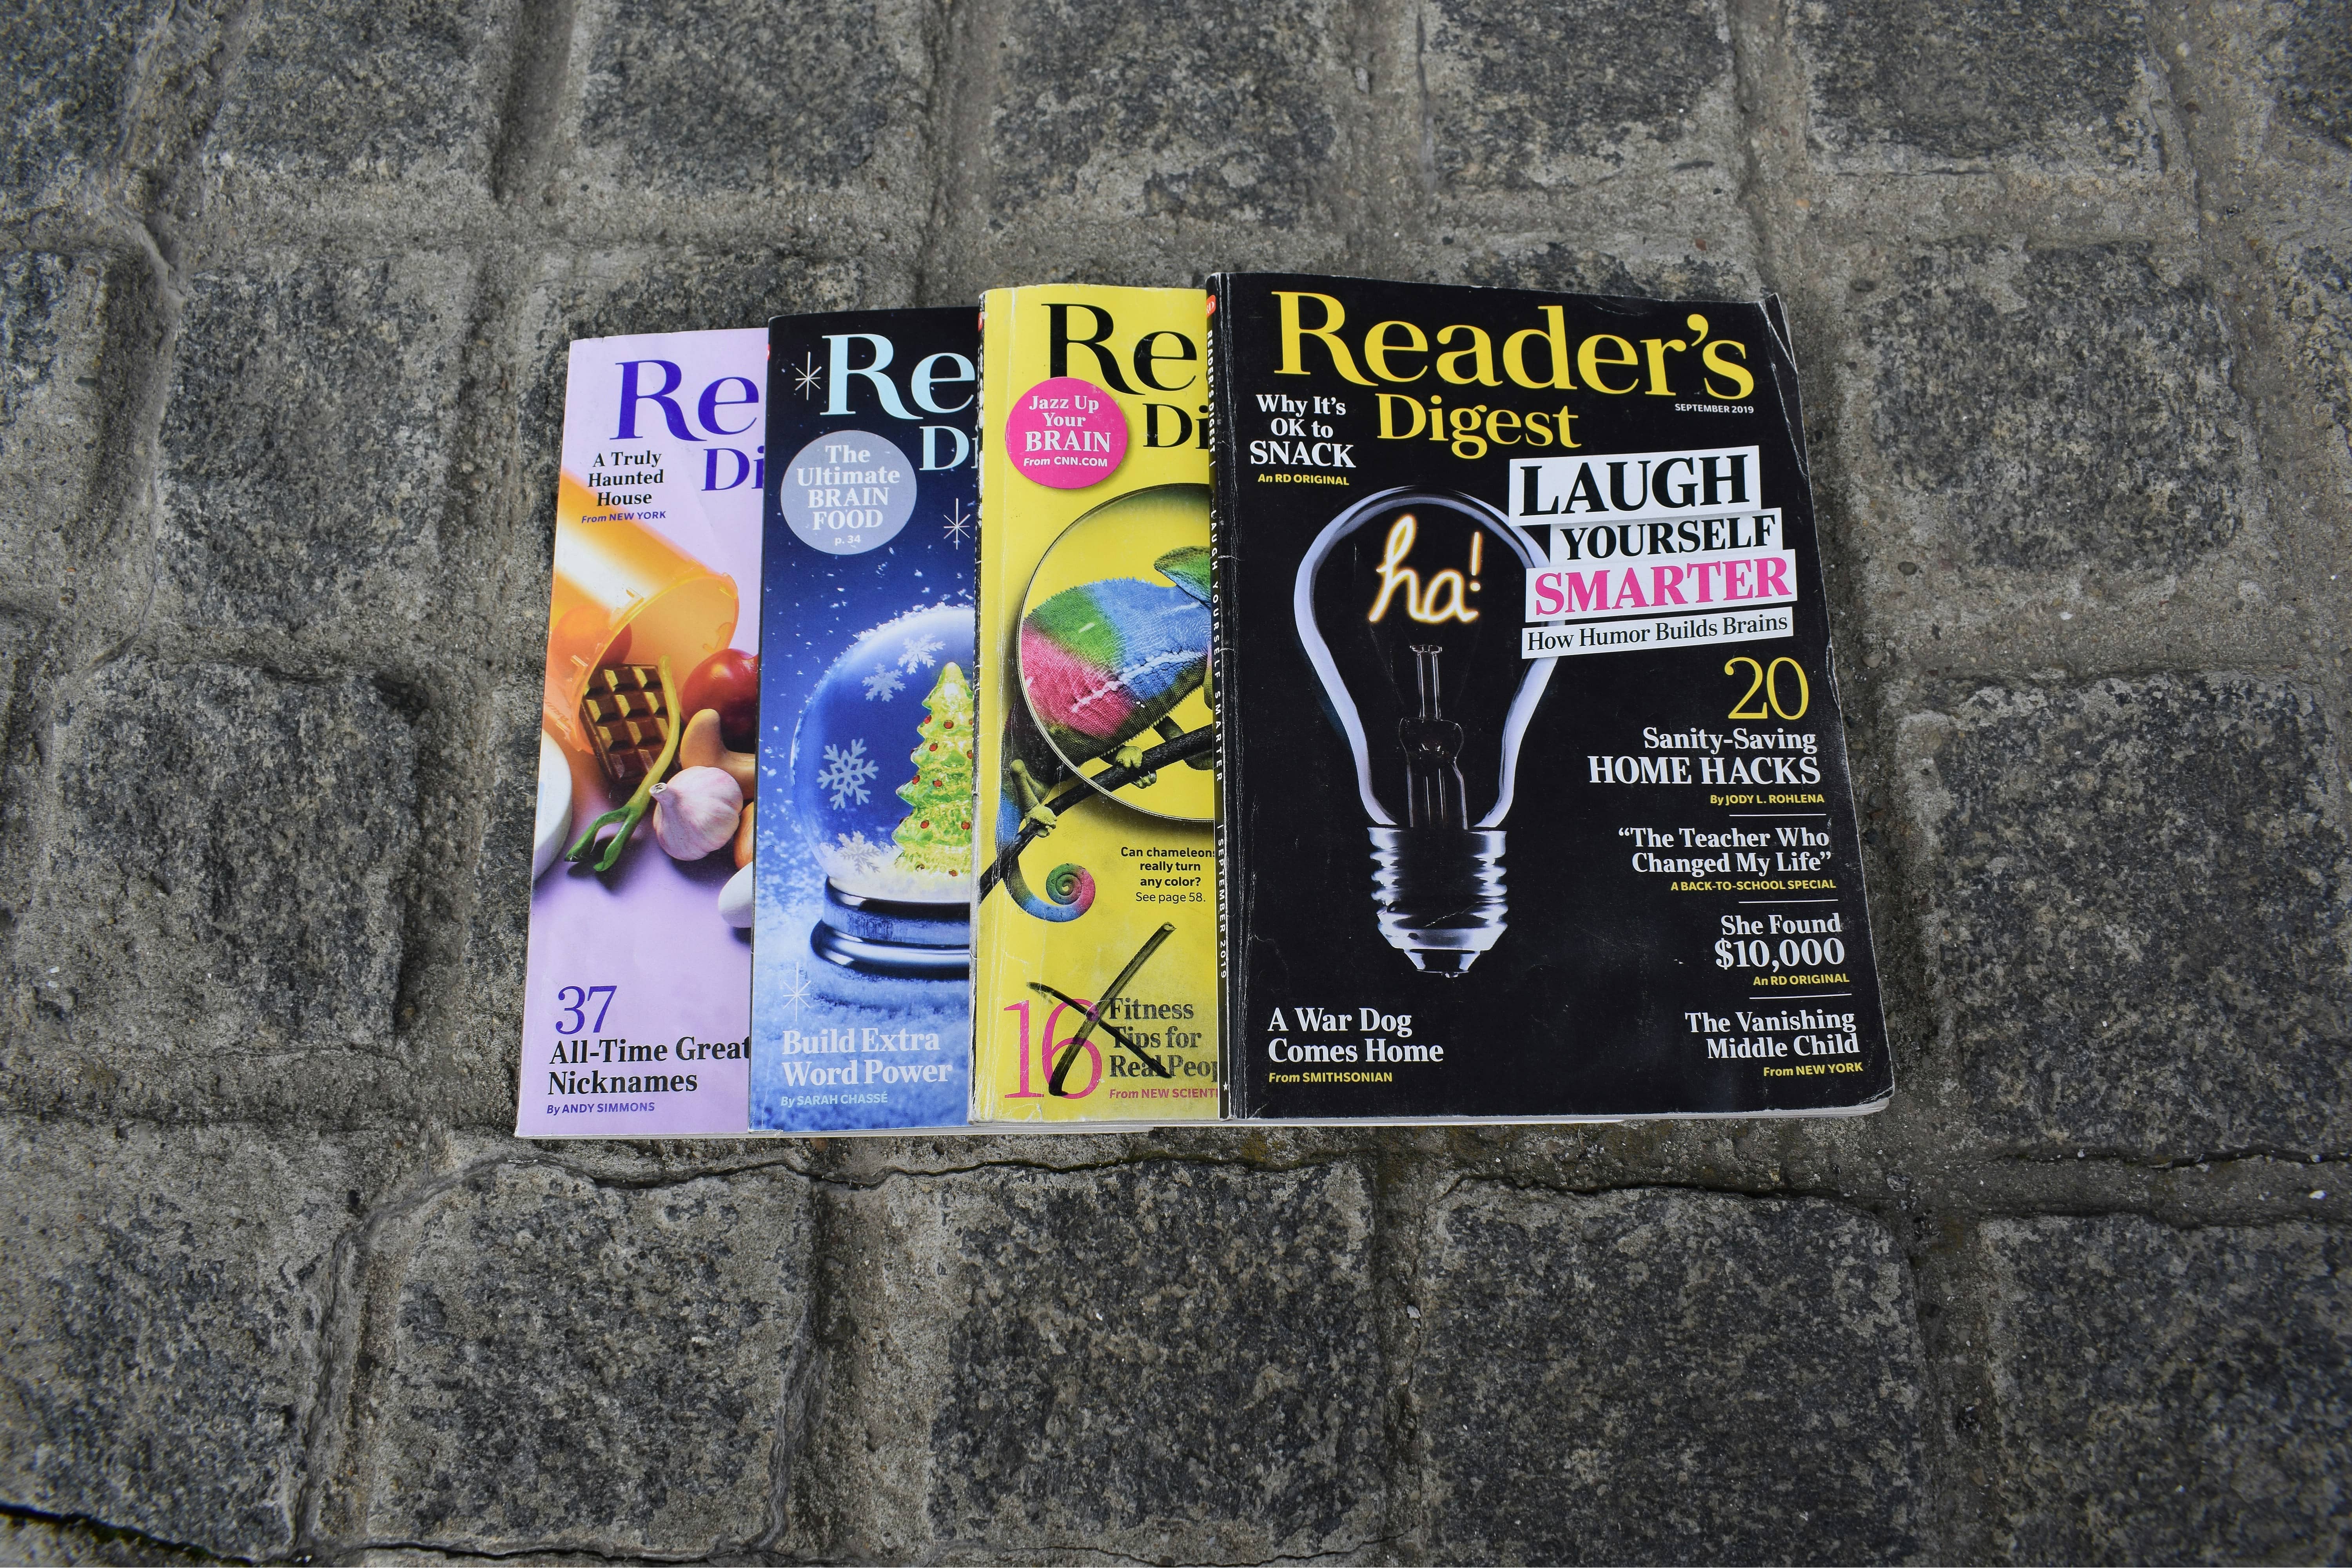 Re
Di
A Truly
Haunted
House
From NEW YORK
37
All-Time Great
Nicknames
By ANDY SIMMONS
Re
Di
The
Ultimate
BRAIN
FOOD
p. 34
Build Extra
Word Power
By SARAH CHASSÉ
Re
Di
Jazz Up
Your
BRAIN
From CNN.COM
Can chameleons
really turn
any color?
See page 58.
16
Fitness
Tips for
Real Peop
From NEW SCIENTI
READER'S DIGEST | LAUGH YOURSELF SMARTER | SEPTEMBER 2019
Reader's
Digest
SEPTEMBER 2019
Why It's
OK to
SNACK
An RD ORIGINAL
LAUGH
YOURSELF
SMARTER
How Humor Builds Brains
ha!
20
Sanity-Saving
HOME HACKS
By JODY L. ROHLENA
“The Teacher Who
Changed My Life”
A BACK-TO-SCHOOL SPECIAL
She Found
$10,000
An RD ORIGINAL
The Vanishing
Middle Child
From NEW YORK
A War Dog
Comes Home
From SMITHSONIAN